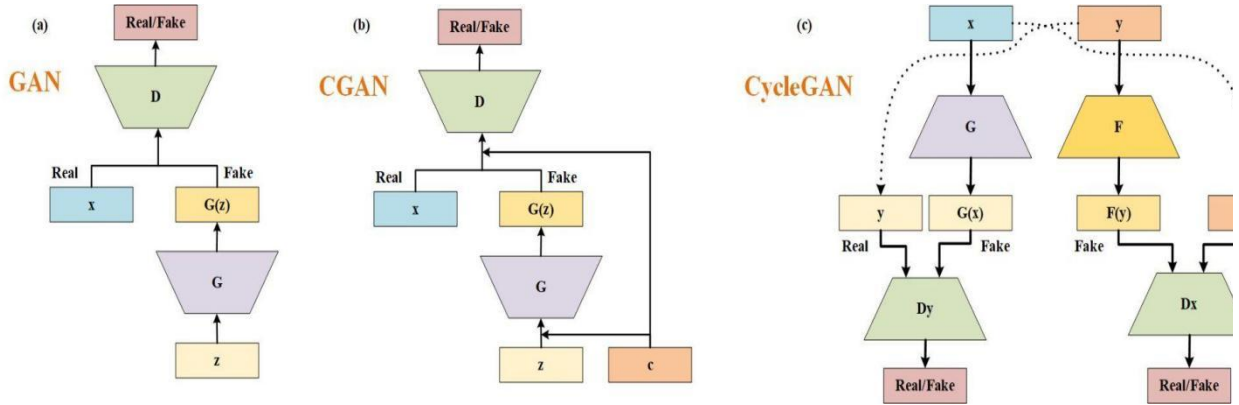 (a)
GAN
Real/Fake
D
Real
Fake
x
G(z)
G
z
(b)
CGAN
Real/Fake
D
Real
Fake
x
G(z)
G
z
c
(c)
CycleGAN
x
y
G
F
y
G(x)
F(y)
Real
Fake
Fake
Dy
Dx
Real/Fake
Real/Fake